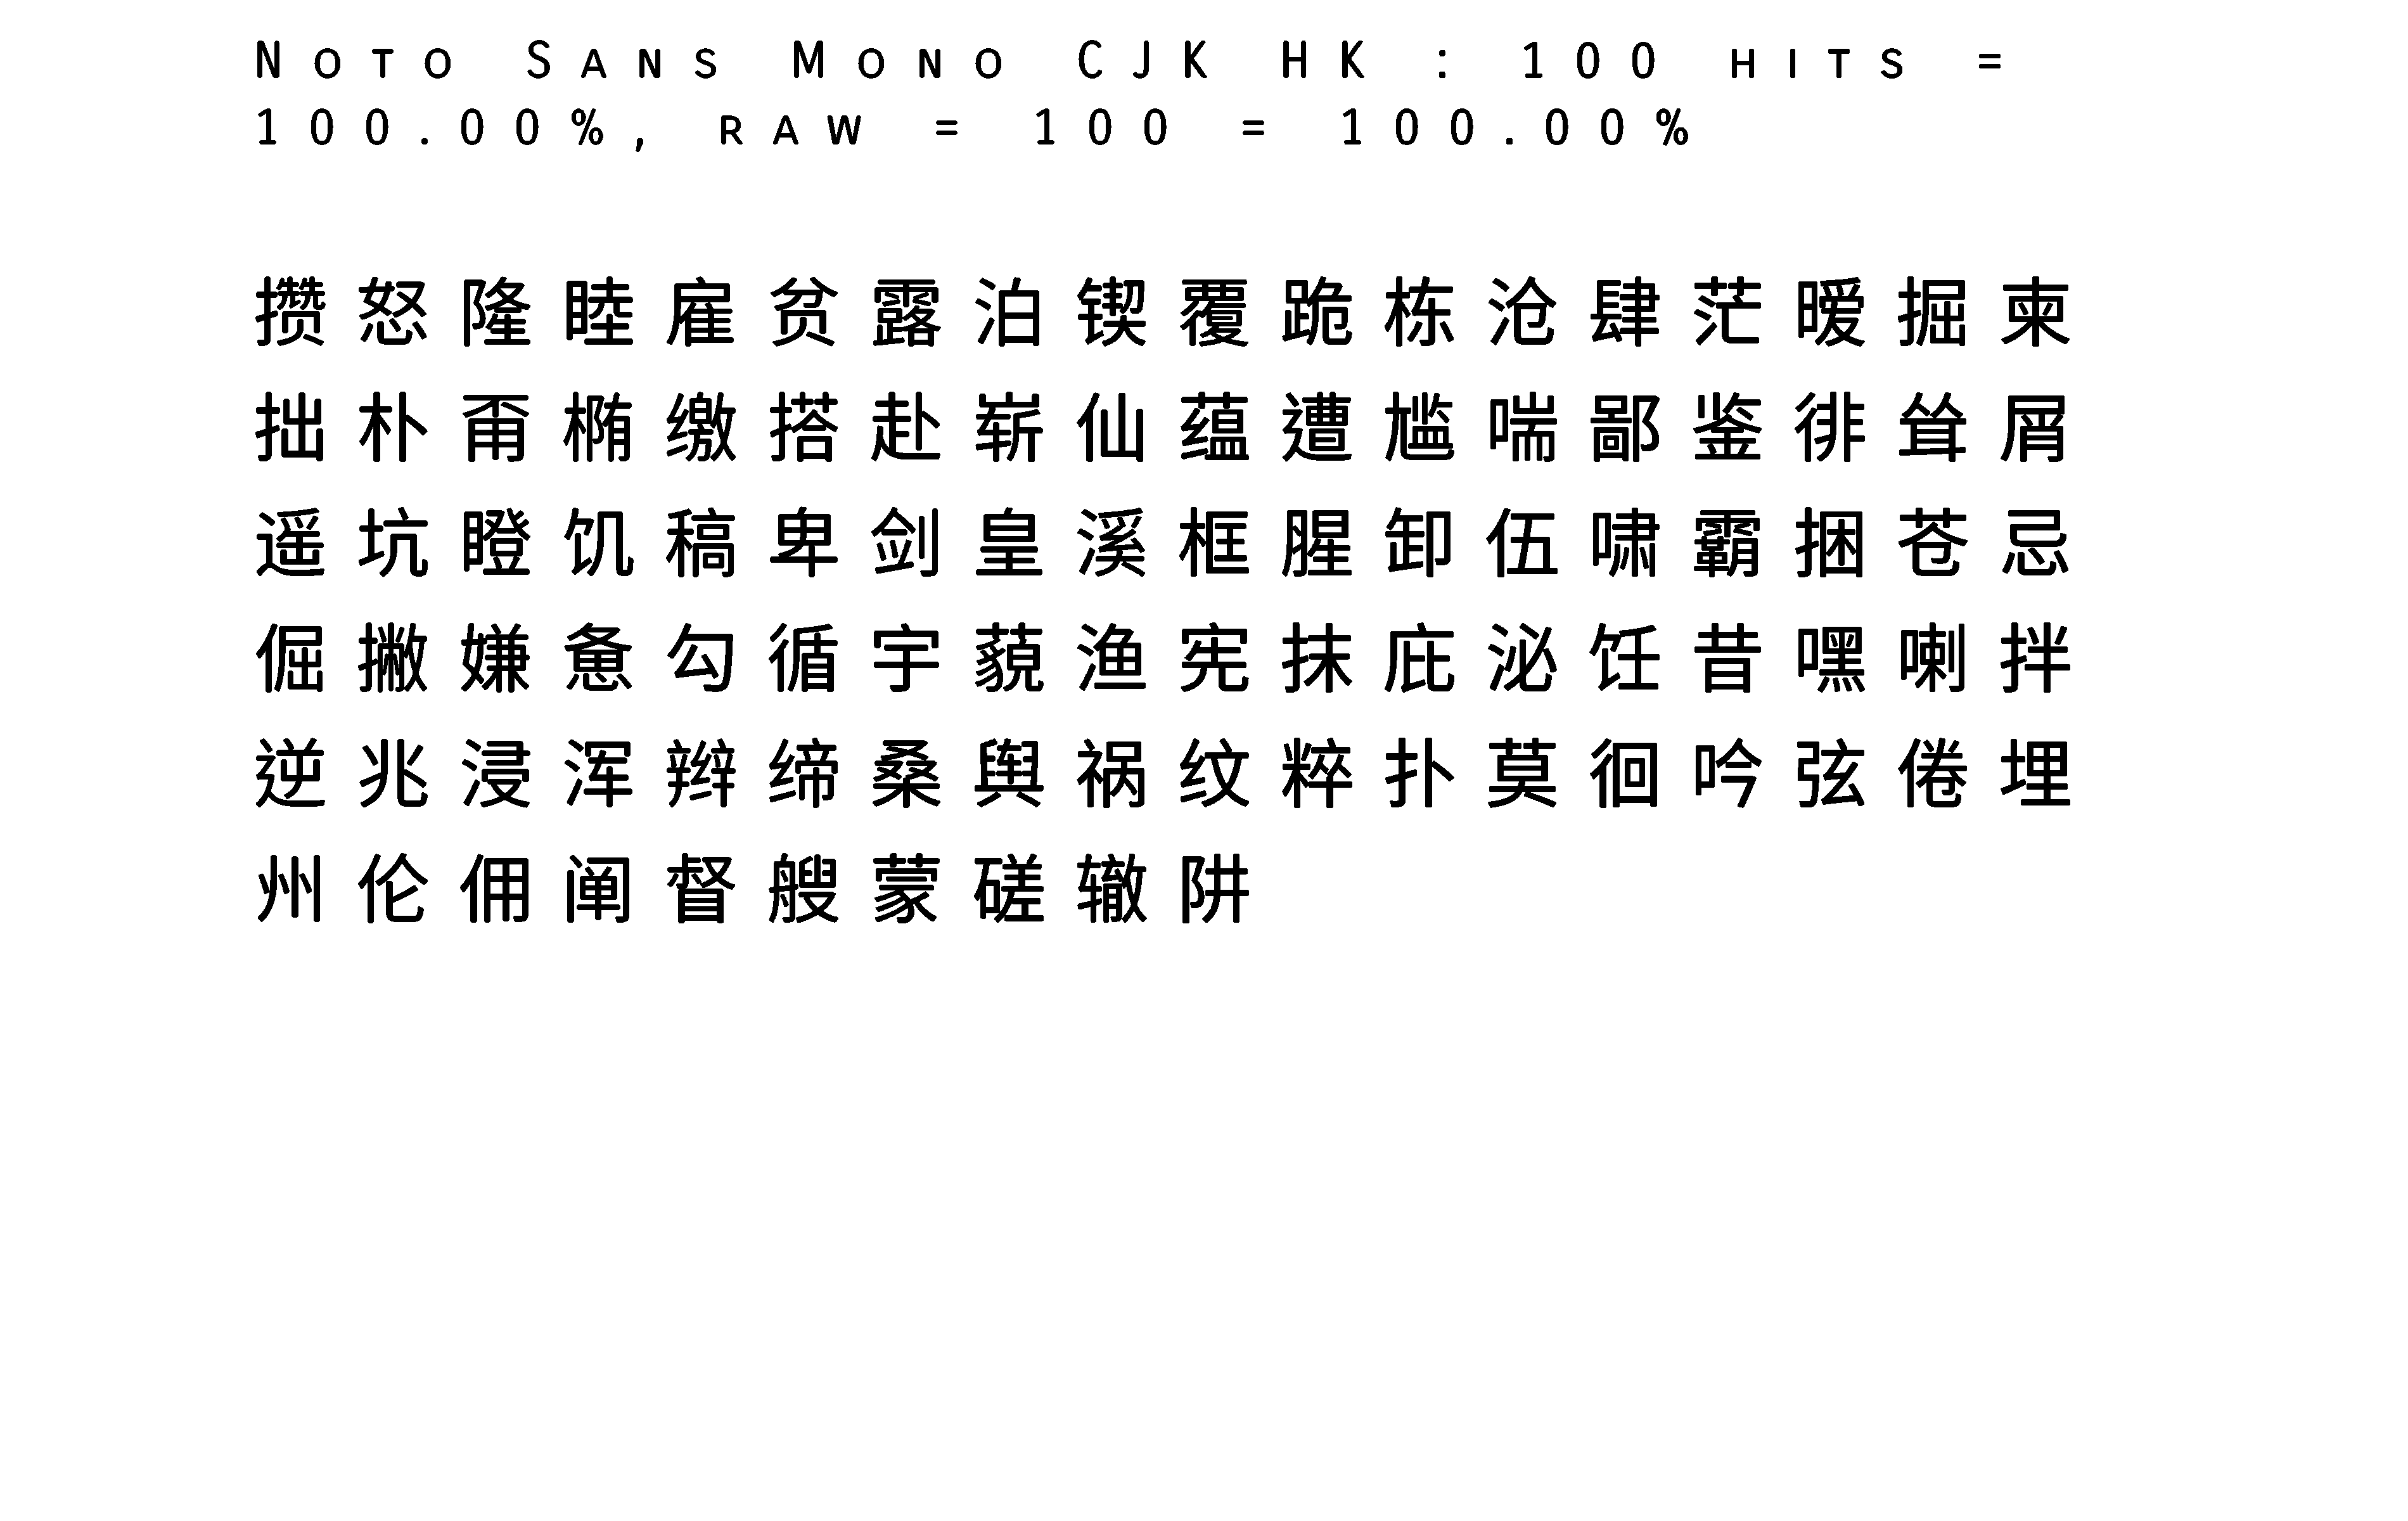 Noto Sans Mono CJK HK : 100 hits =
100.00%, raw = 100 = 100.00%
攒怒隆睦雇贫露泊锲覆跪栋沧肆茫暧掘柬
拙朴甭椭缴搭赴崭仙蕴遭尴喘鄙鉴徘耸屑
遥坑瞪饥稿卑剑皇溪框腥卸伍啸霸捆苍忌
倔撇嫌惫勾循宇藐渔宪抹庇泌饪昔嘿喇拌
逆兆浸浑辫缔桑舆祸纹粹扑莫徊吟弦倦埋
州伦佣阐督艘蒙磋辙阱